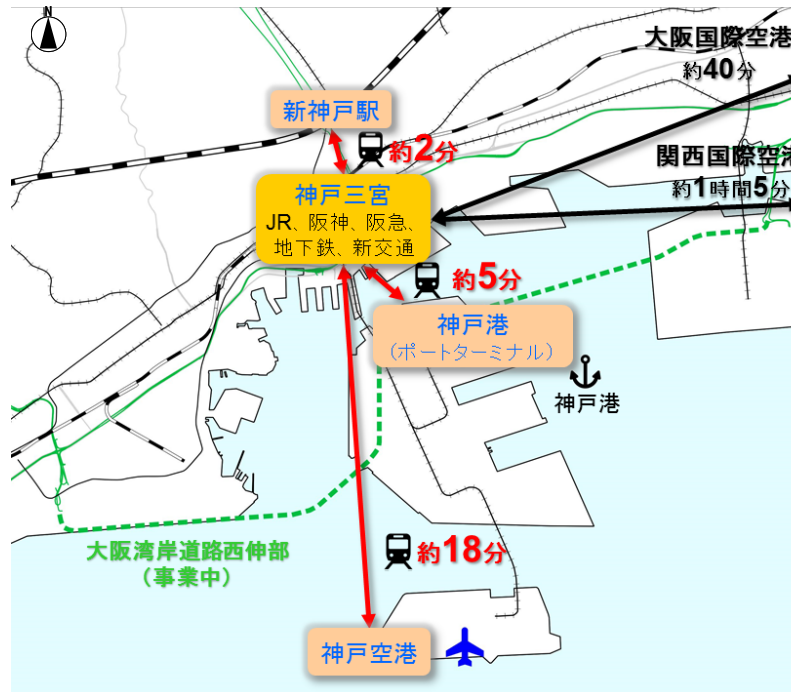 N
大阪国際空港
約40分
新神戸駅
約2分
関西国際空港
約1時間5分
神戸三宮
JR、阪神、阪急、
地下鉄、新交通
約5分
神戸港
（ポートターミナル）
神戸港
約18分
大阪湾岸道路西伸部
（事業中）
神戸空港